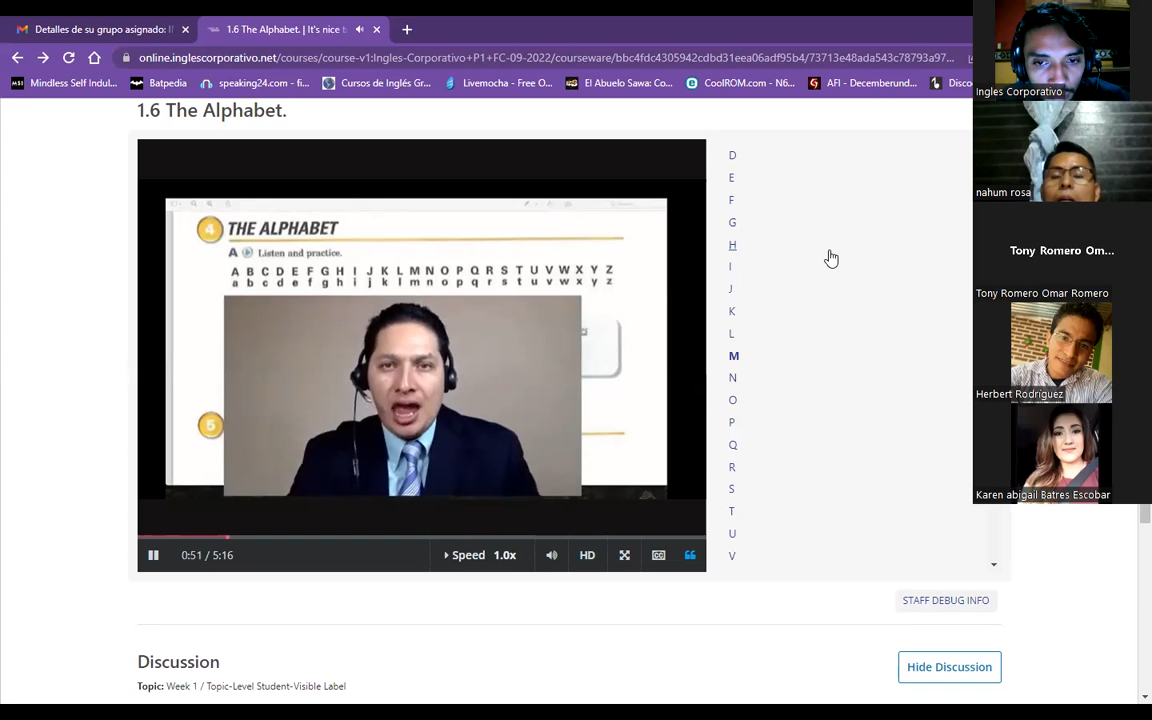 Detalles de su grupo asignado: I
1.6 The Alphabet. | It's nice t
online.inglescorporativo.net/courses/course-v1:Ingles-Corporativo+P1+FC-09-2022/courseware/bbc4fdc4305942cdbd31eea06adf95b4/73713e48ada543c78793a97...
Mindless Self Indul...
Batpedia
speaking24.com - fr...
Cursos de Inglés Gr...
Livemocha - Free O...
El Abuelo Sawa: Co...
CoolROM.com - N6...
AFI - Decemberund...
Disco
1.6 The Alphabet.
4 THE ALPHABET
A Listen and practice.
A B C D E F G H I J K L M N O P Q R S T U V W X Y Z
a b c d e f g h i j k l m n o p q r s t u v w x y z
5
0:51 / 5:16
Speed 1.0x
HD
D
E
F
G
H
I
J
K
L
M
N
O
P
Q
R
S
T
U
V
STAFF DEBUG INFO
Discussion
Hide Discussion
Topic: Week 1 / Topic-Level Student-Visible Label
Ingles Corporativo
nahum rosa
Tony Romero Om...
Tony Romero Omar Romero
Herbert Rodríguez
Karen abigail Batres Escobar